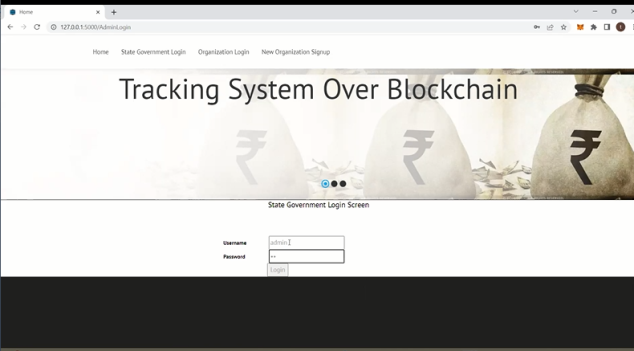 Home
127.0.0.1:5000/AdminLogin
Home State Government Login Organization Login New Organization Signup
Tracking System Over Blockchain
₹ ₹ ₹
State Government Login Screen
Username admin
Password ••
Login